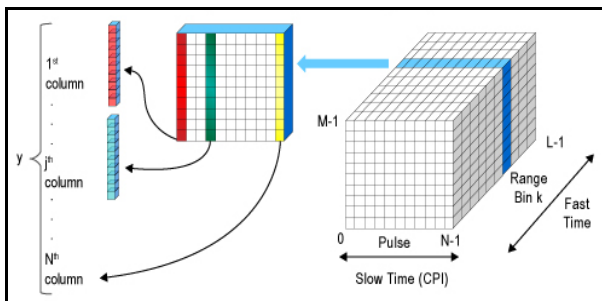 1st
column
.
.
.
y
jth
column
.
.
.
Nth
column
M-1
L-1
Range
Bin k
Fast
Time
0 Pulse N-1
Slow Time (CPI)